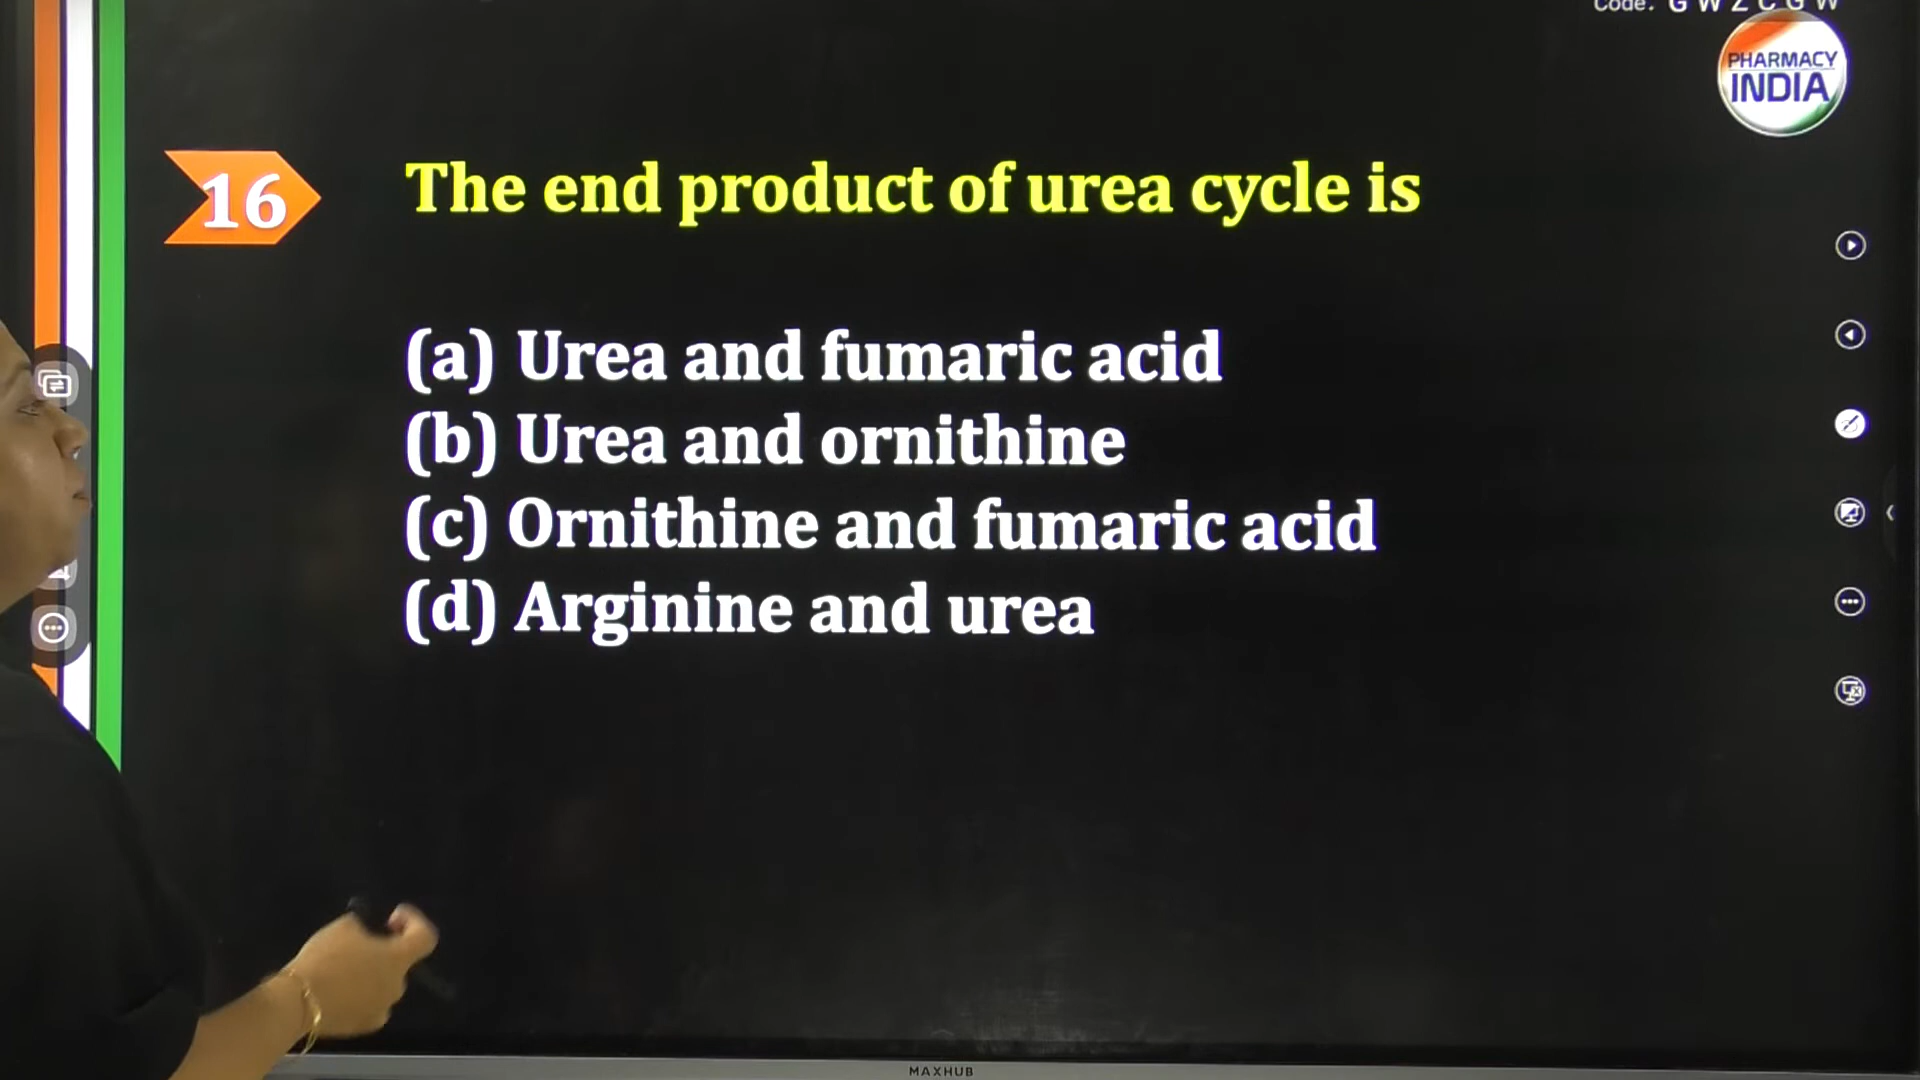 Code: G W Z C G W
PHARMACY
INDIA
16
The end product of urea cycle is
(a) Urea and fumaric acid
(b) Urea and ornithine
(c) Ornithine and fumaric acid
(d) Arginine and urea
MAXHUB